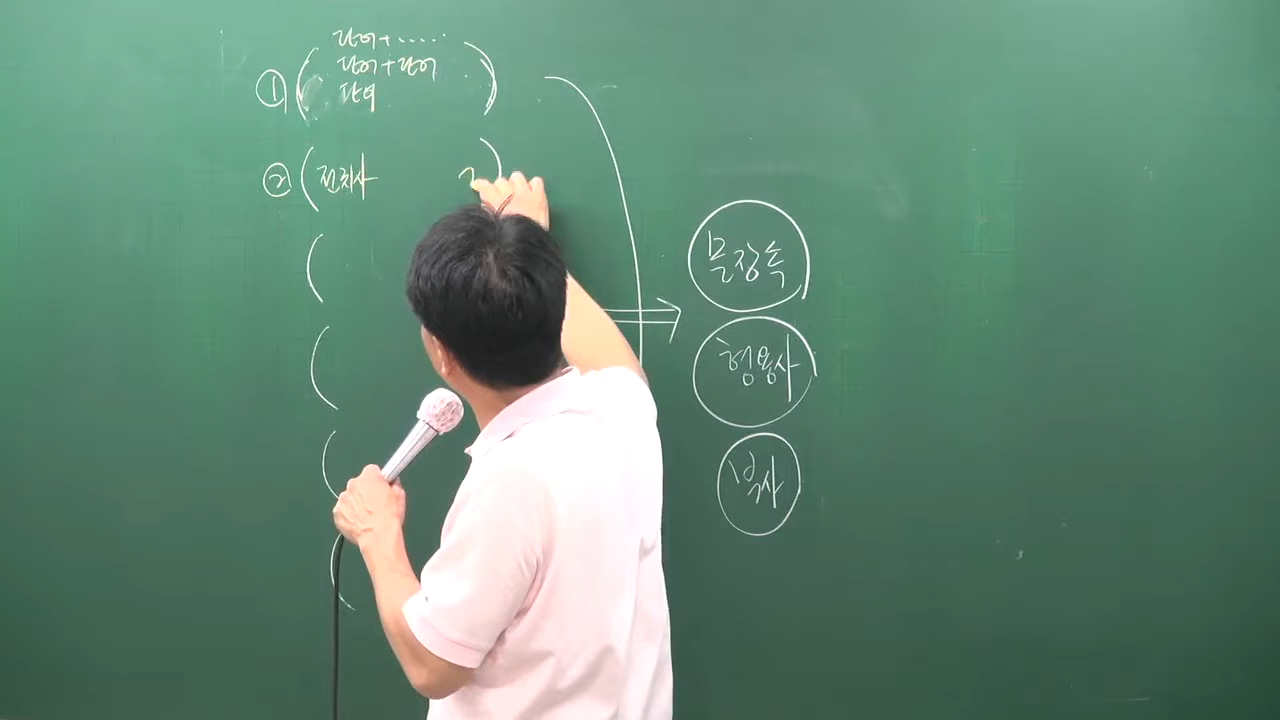 단어+.....
단어+단어
① ( 단어 )
② ( 전치사 )
문장속
형용사
명사